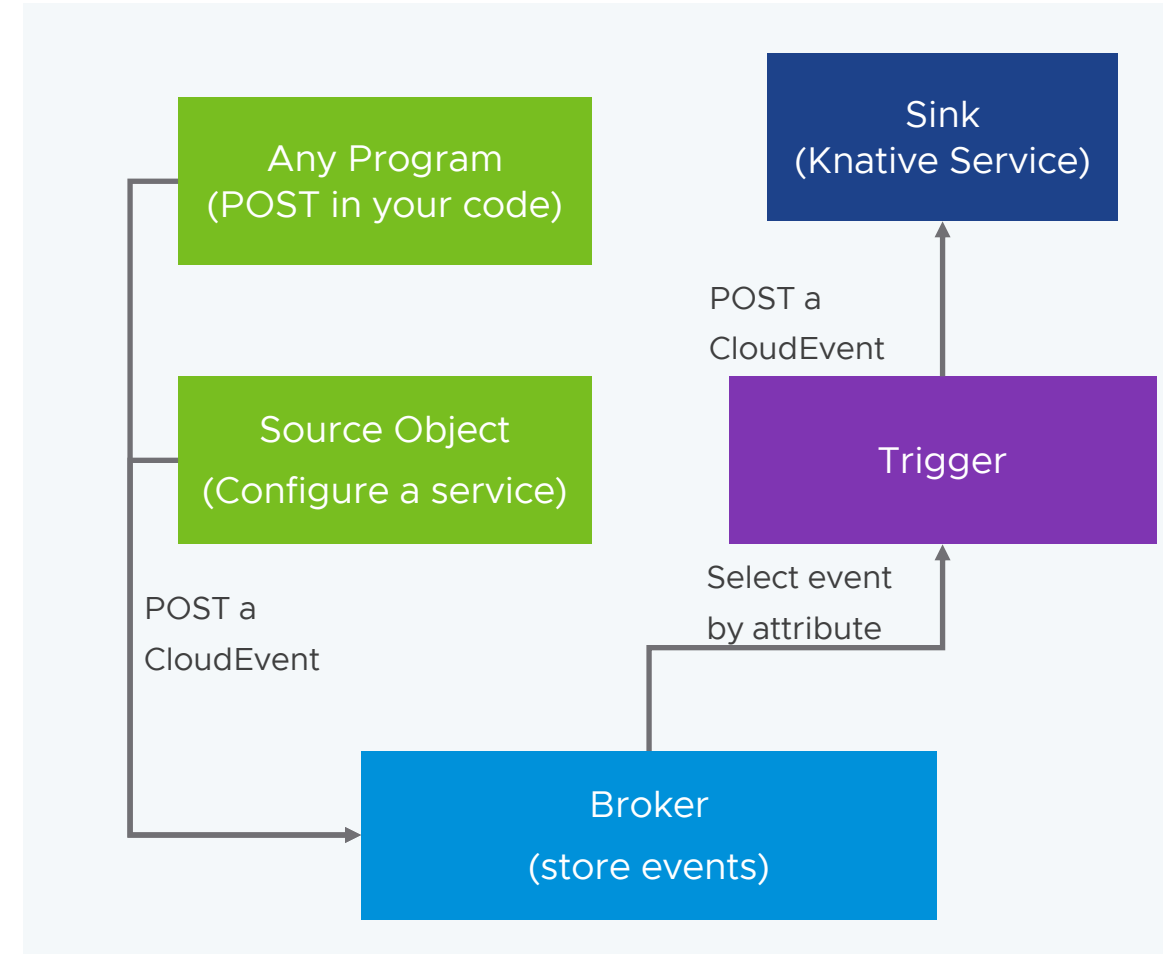 Any Program
(POST in your code)
Source Object
(Configure a service)
POST a
CloudEvent
Broker
(store events)
Select event
by attribute
Trigger
POST a
CloudEvent
Sink
(Knative Service)